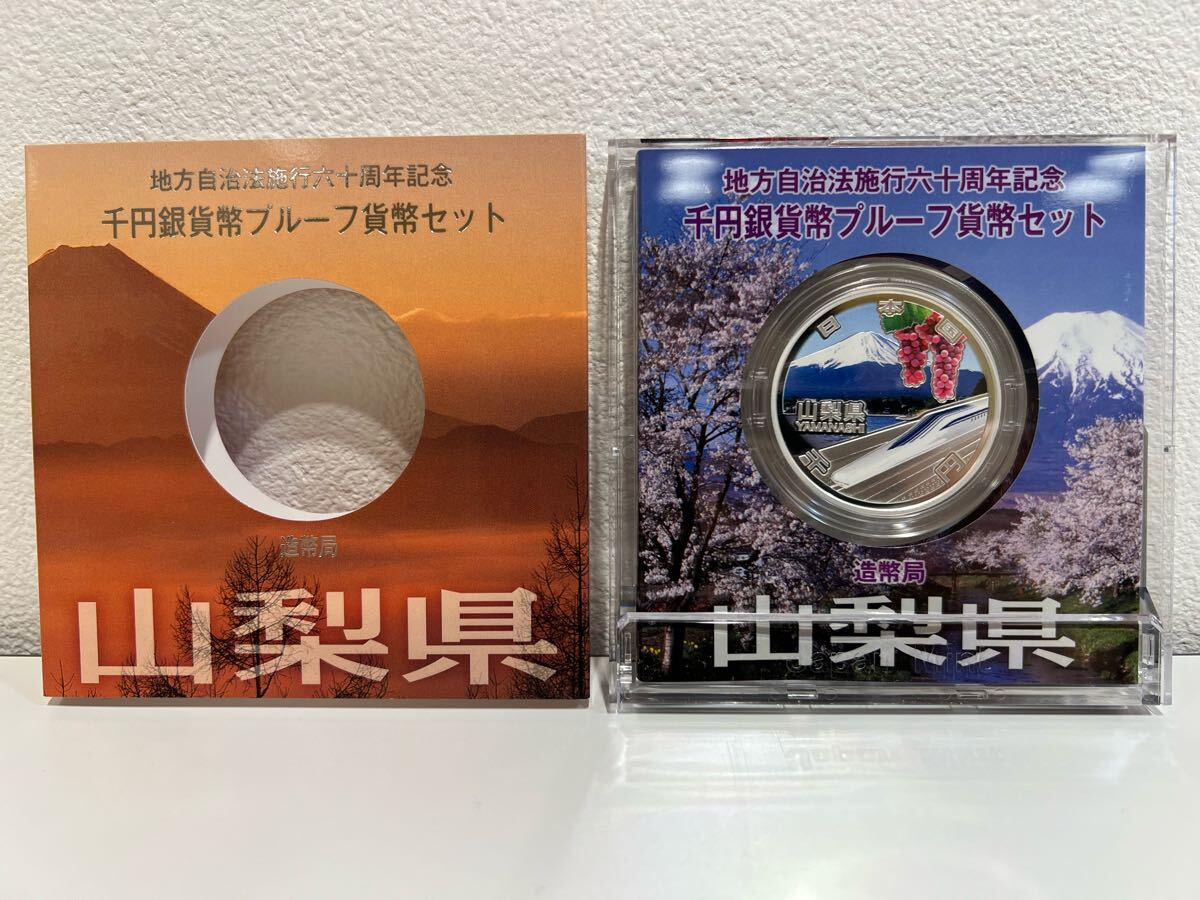 地方自治法施行六十周年記念
千円銀貨幣プルーフ貨幣セット
造幣局
山梨県
地方自治法施行六十周年記念
千円銀貨幣プルーフ貨幣セット
日本国
山梨県
YAMANASHI
千円
造幣局
山梨県